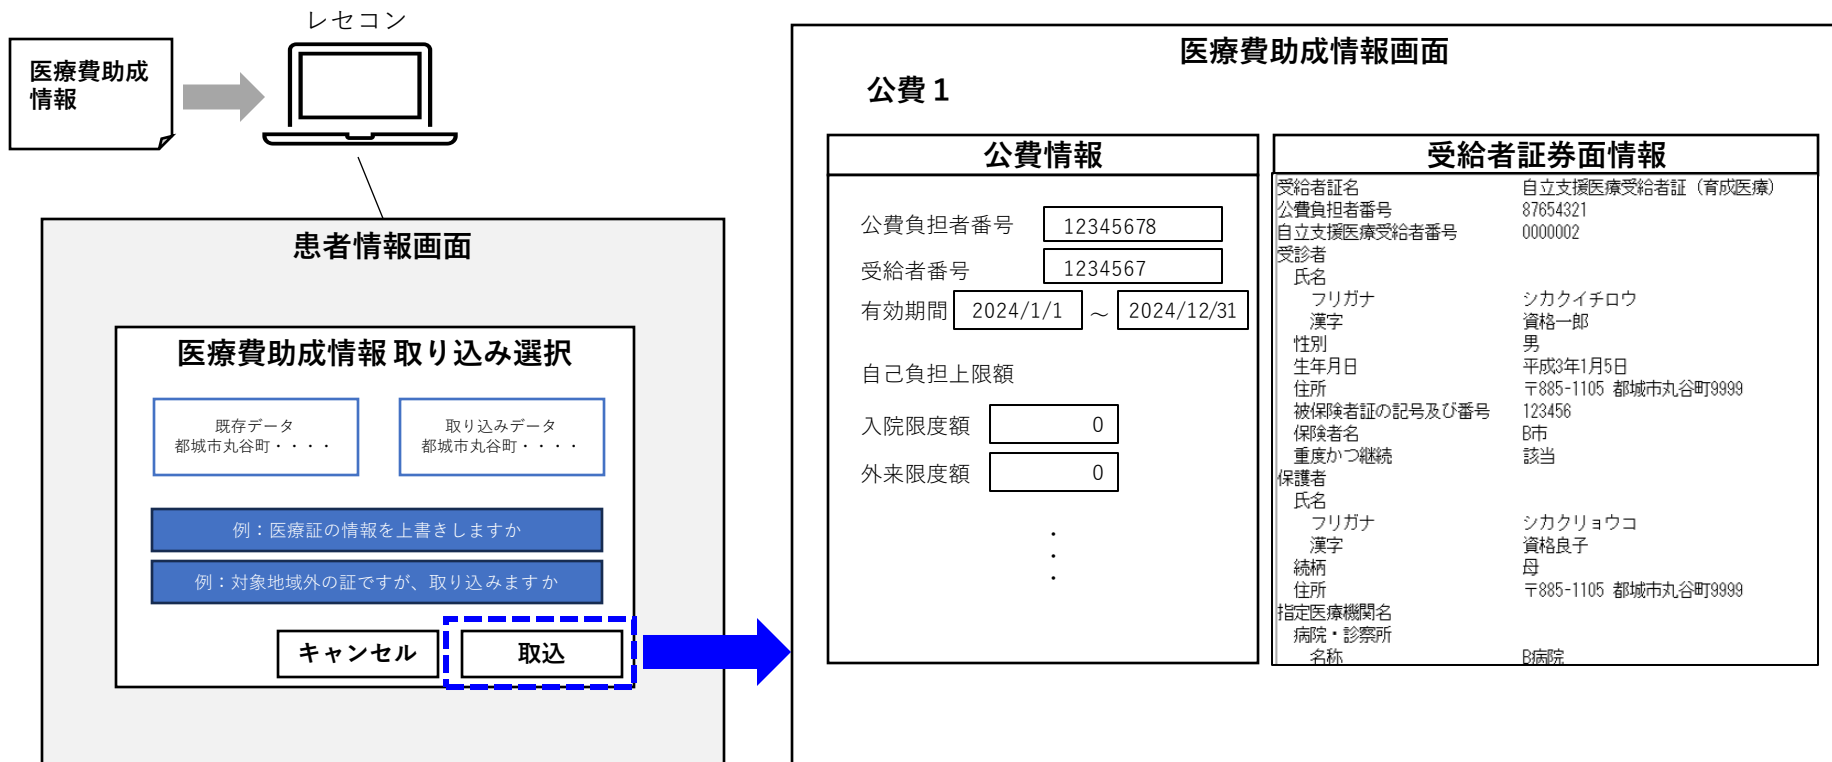 レセコン
医療費助成
情報
患者情報画面
医療費助成情報 取り込み選択
既存データ
都城市丸谷町・・・・
取り込みデータ
都城市丸谷町・・・・
例：医療証の情報を上書きしますか
例：対象地域外の証ですが、取り込みますか
キャンセル
取込
医療費助成情報画面
公費１
公費情報
公費負担者番号 12345678
受給者番号 1234567
有効期間 2024/1/1 ～ 2024/12/31
自己負担上限額
入院限度額 0
外来限度額 0
・
・
・
受給者証券面情報
受給者証名 自立支援医療受給者証（育成医療）
公費負担者番号 87654321
自立支援医療受給者番号 0000002
受診者
氏名
フリガナ シカクイチロウ
漢字 資格一郎
性別 男
生年月日 平成3年1月5日
住所 〒885-1105 都城市丸谷町9999
被保険者証の記号及び番号 123456
保険者名 B市
重度かつ継続 該当
保護者
氏名
フリガナ シカクリョウコ
漢字 資格良子
続柄 母
住所 〒885-1105 都城市丸谷町9999
指定医療機関名
病院・診察所
名称 B病院